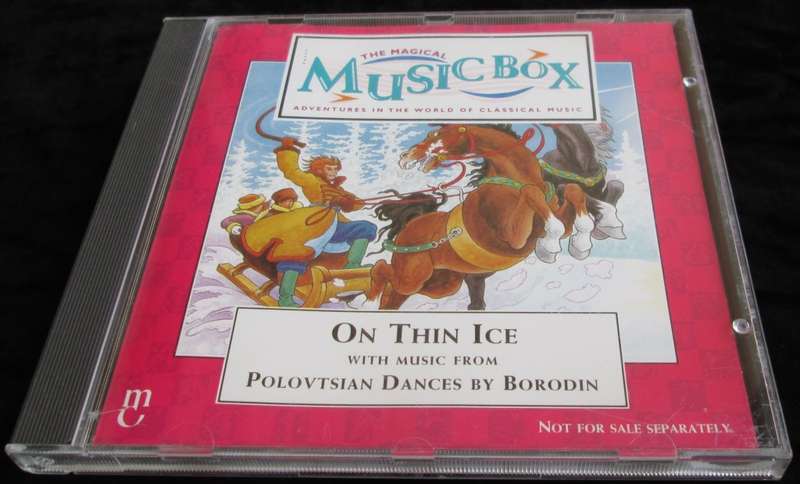 THE MAGICAL
MUSIC BOX
ADVENTURES IN THE WORLD OF CLASSICAL MUSIC
ON THIN ICE
WITH MUSIC FROM
POLOVTSIAN DANCES BY BORODIN
mc
NOT FOR SALE SEPARATELY.